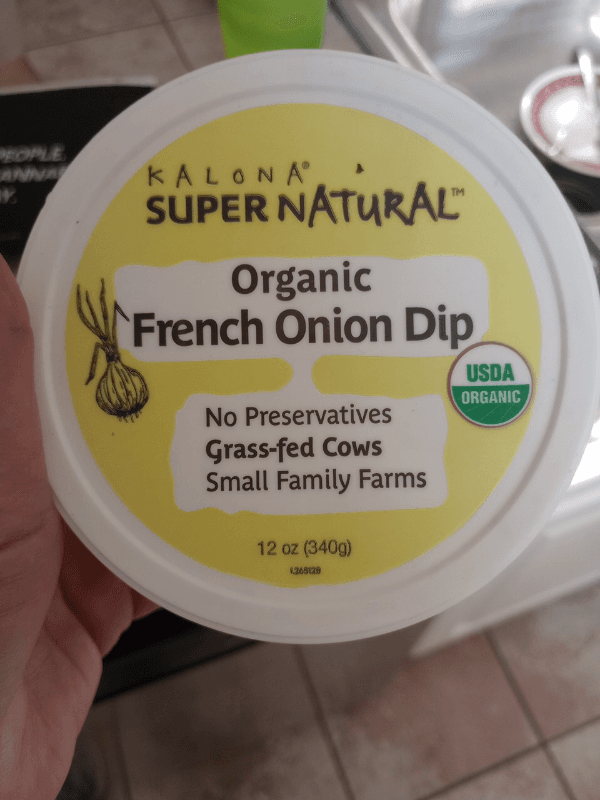 PEOPLE.
KALONA®
SUPER NATURAL™
Organic
French Onion Dip
USDA
ORGANIC
No Preservatives
Grass-fed Cows
Small Family Farms
12 oz (340g)